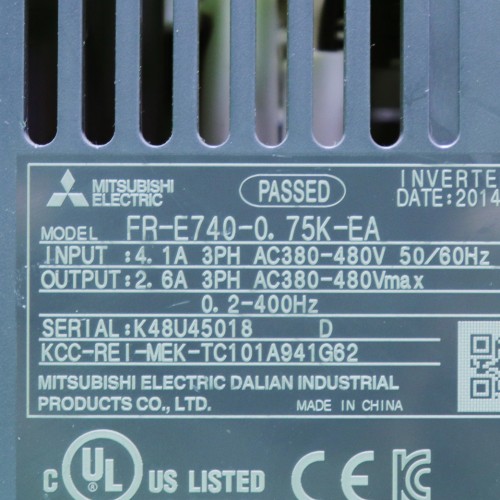 MITSUBISHI
ELECTRIC
PASSED
INVERTE
DATE:2014
MODEL FR-E740-0.75K-EA
INPUT :4.1A 3PH AC380-480V 50/60Hz
OUTPUT:2.6A 3PH AC380-480Vmax
0.2-400Hz
SERIAL:K48U45018 D
KCC-REI-MEK-TC101A941G62
MITSUBISHI ELECTRIC DALIAN INDUSTRIAL
PRODUCTS CO., LTD. MADE IN CHINA
C UL US LISTED CE KC